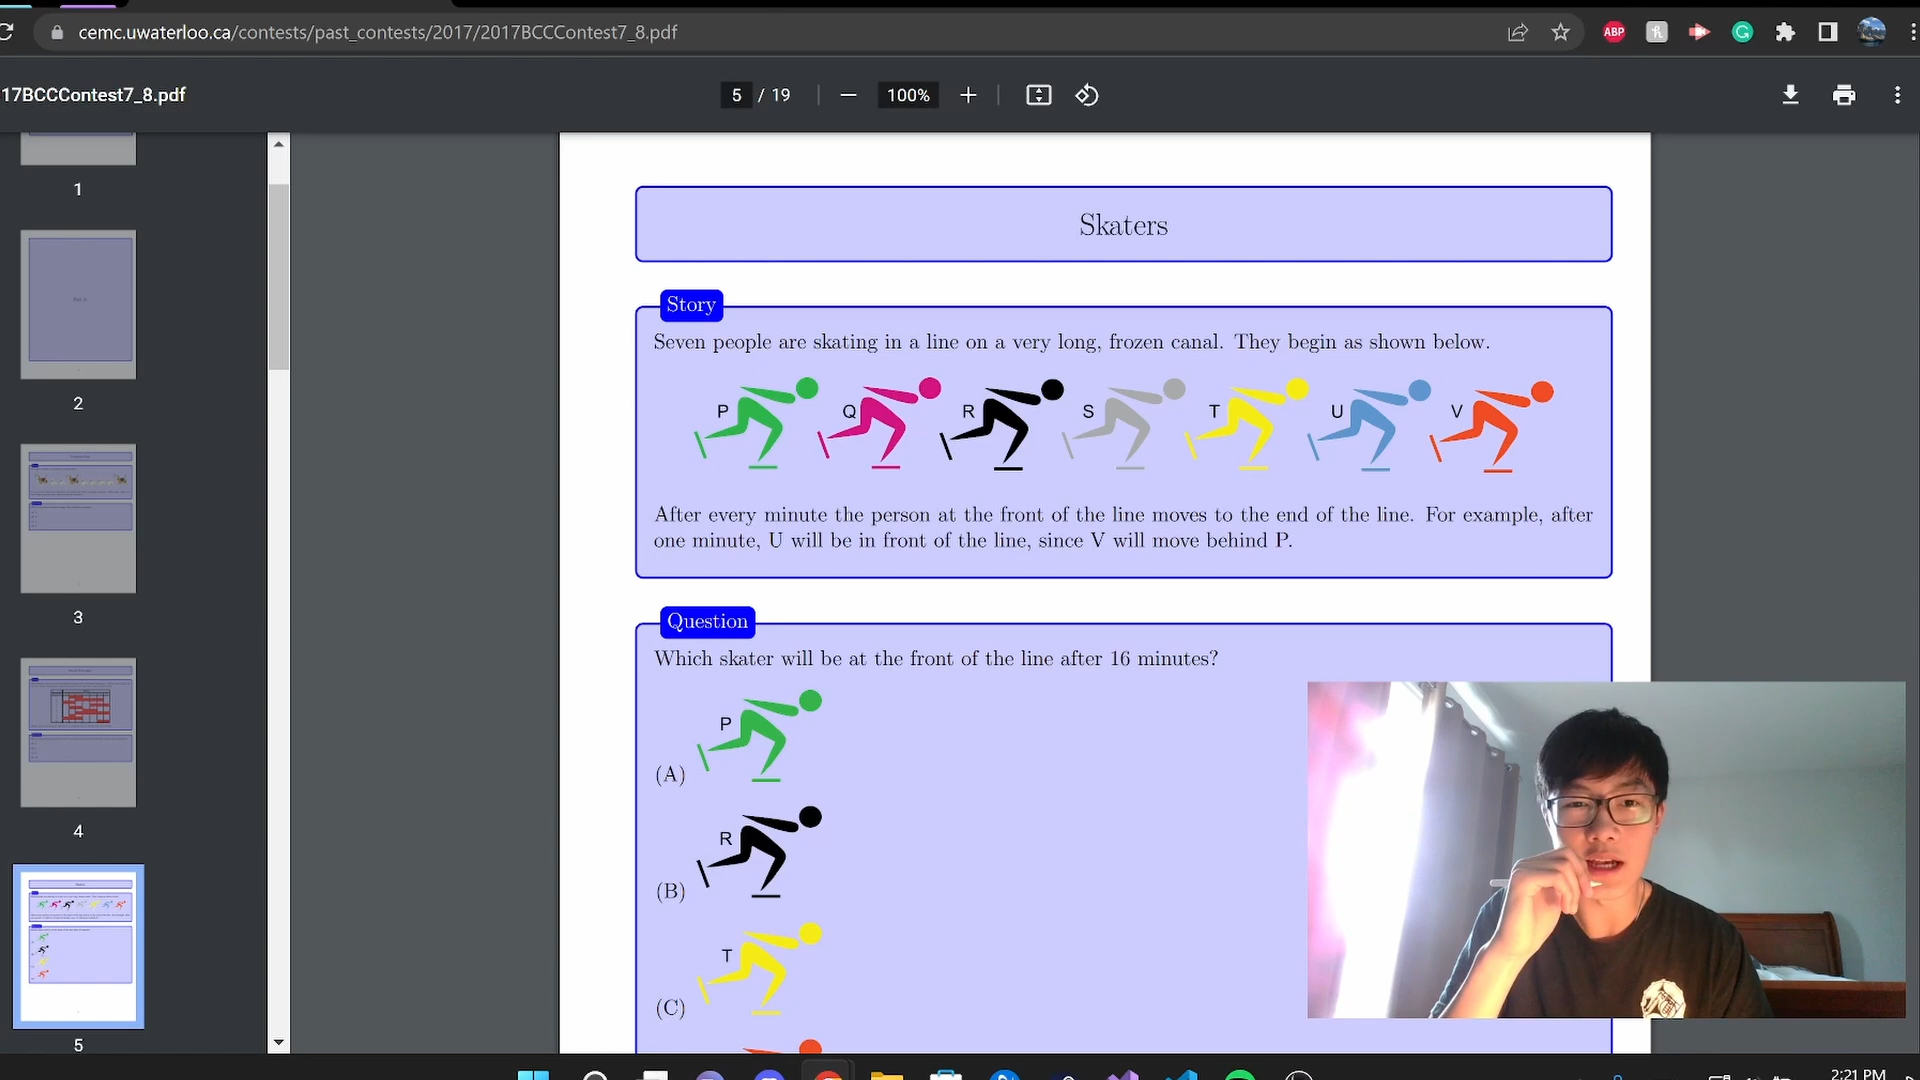 cemc.uwaterloo.ca/contests/past_contests/2017/2017BCCContest7_8.pdf
ABP
17BCCContest7_8.pdf
5 / 19
100%
1
2
3
4
5
Skaters
Story
Seven people are skating in a line on a very long, frozen canal. They begin as shown below.
P Q R S T U V
After every minute the person at the front of the line moves to the end of the line. For example, after
one minute, U will be in front of the line, since V will move behind P.
Question
Which skater will be at the front of the line after 16 minutes?
P
(A)
R
(B)
T
(C)
2:21 PM